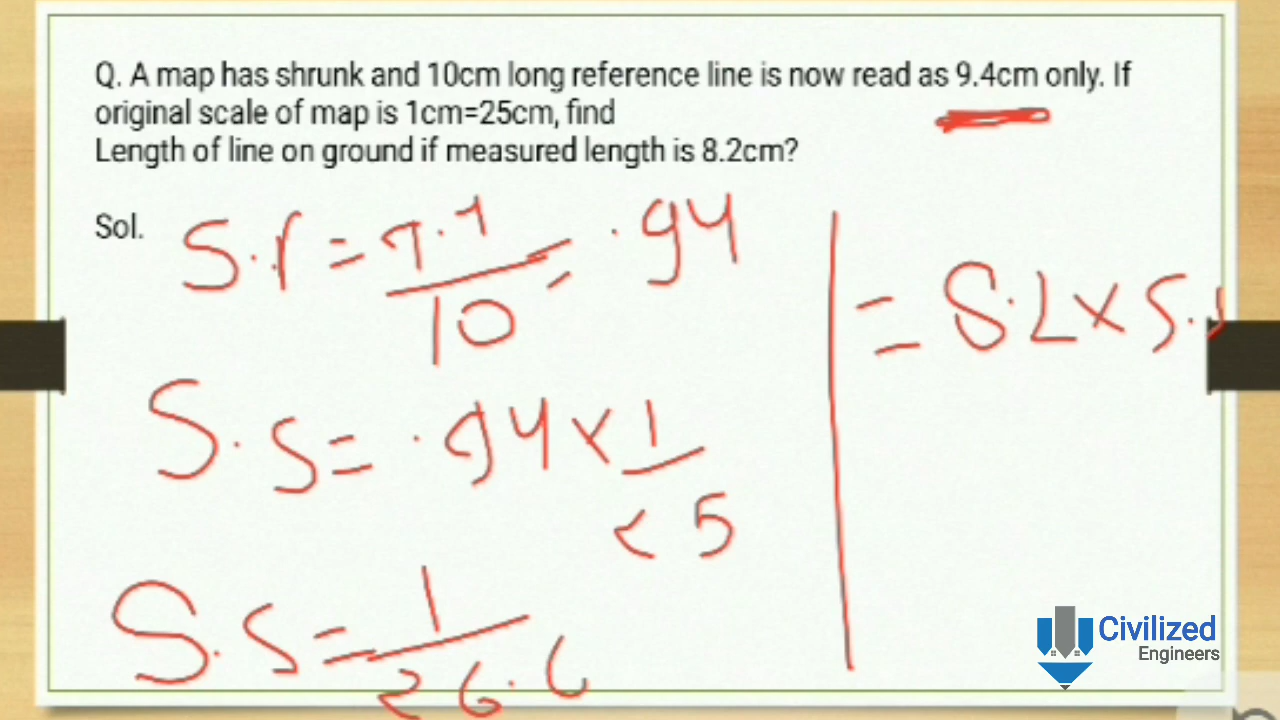 Q. A map has shrunk and 10cm long reference line is now read as 9.4cm only. If
original scale of map is 1cm=25cm, find
Length of line on ground if measured length is 8.2cm?
Sol.
S.f = 9.4/10 = .94
S.S = .94 x 1/25
S.S = 1/26.6
= 8.2 x S.
Civilized
Engineers